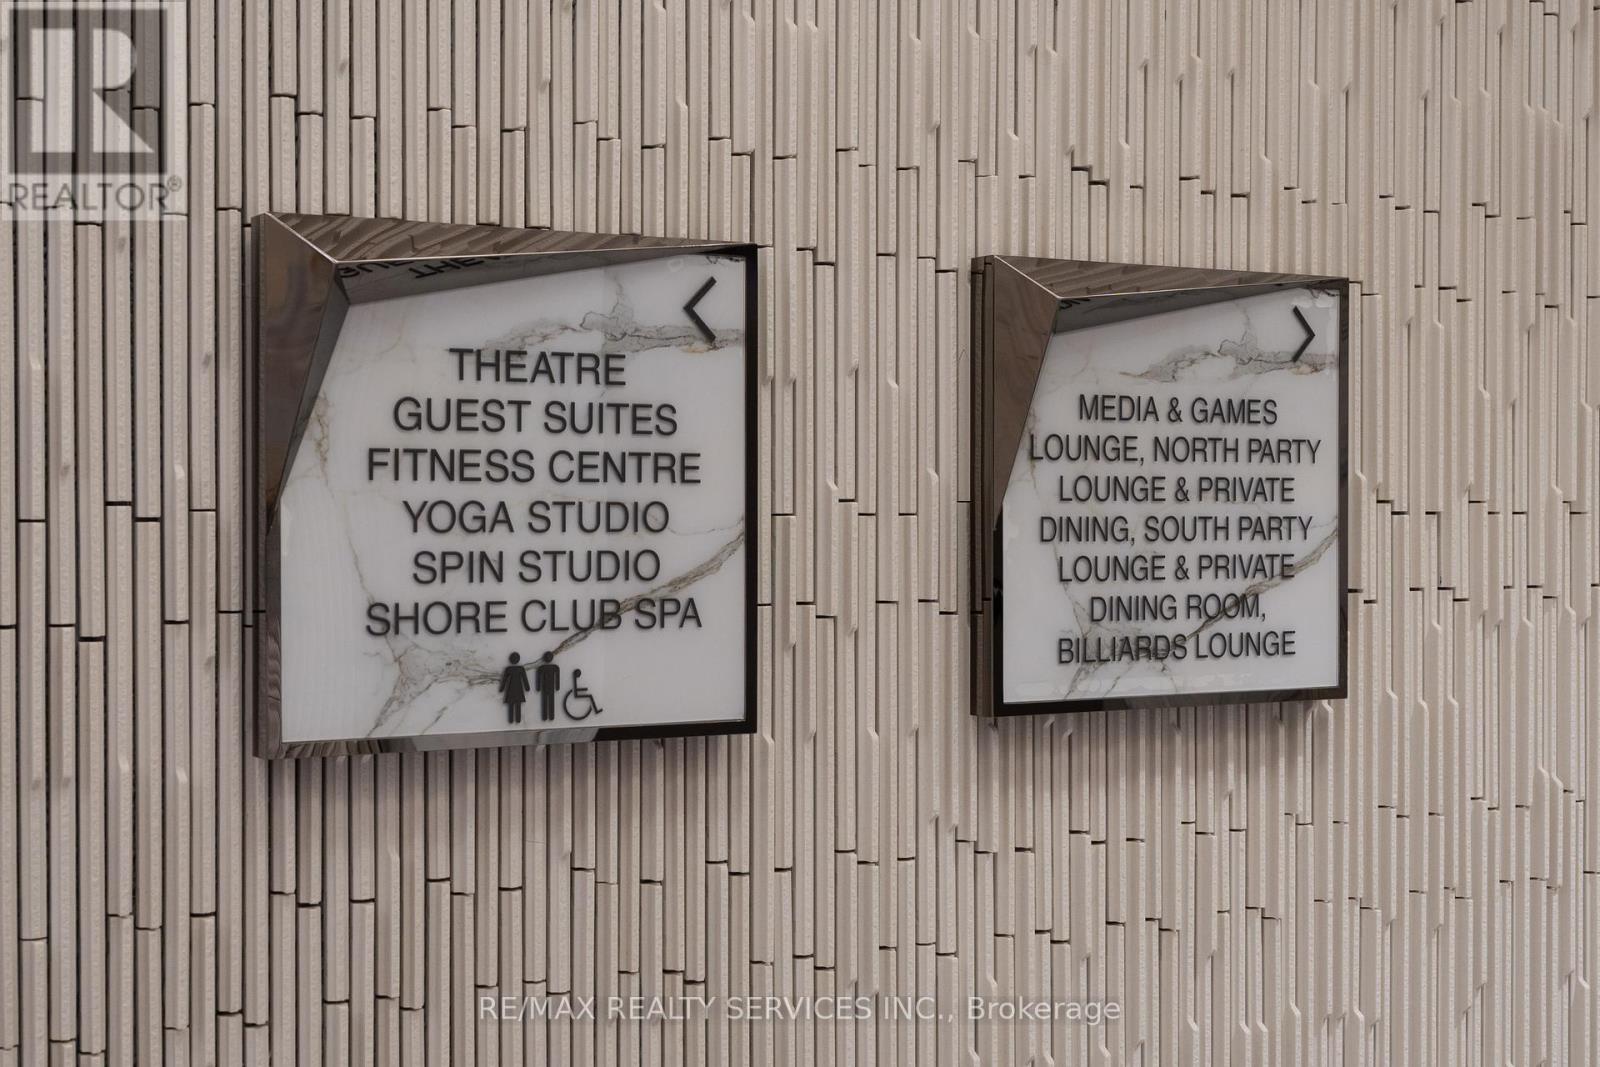 REALTOR®
THEATRE
GUEST SUITES
FITNESS CENTRE
YOGA STUDIO
SPIN STUDIO
SHORE CLUB SPA
MEDIA & GAMES
LOUNGE, NORTH PARTY
LOUNGE & PRIVATE
DINING, SOUTH PARTY
LOUNGE & PRIVATE
DINING ROOM,
BILLIARDS LOUNGE
RE/MAX REALTY SERVICES INC., Brokerage